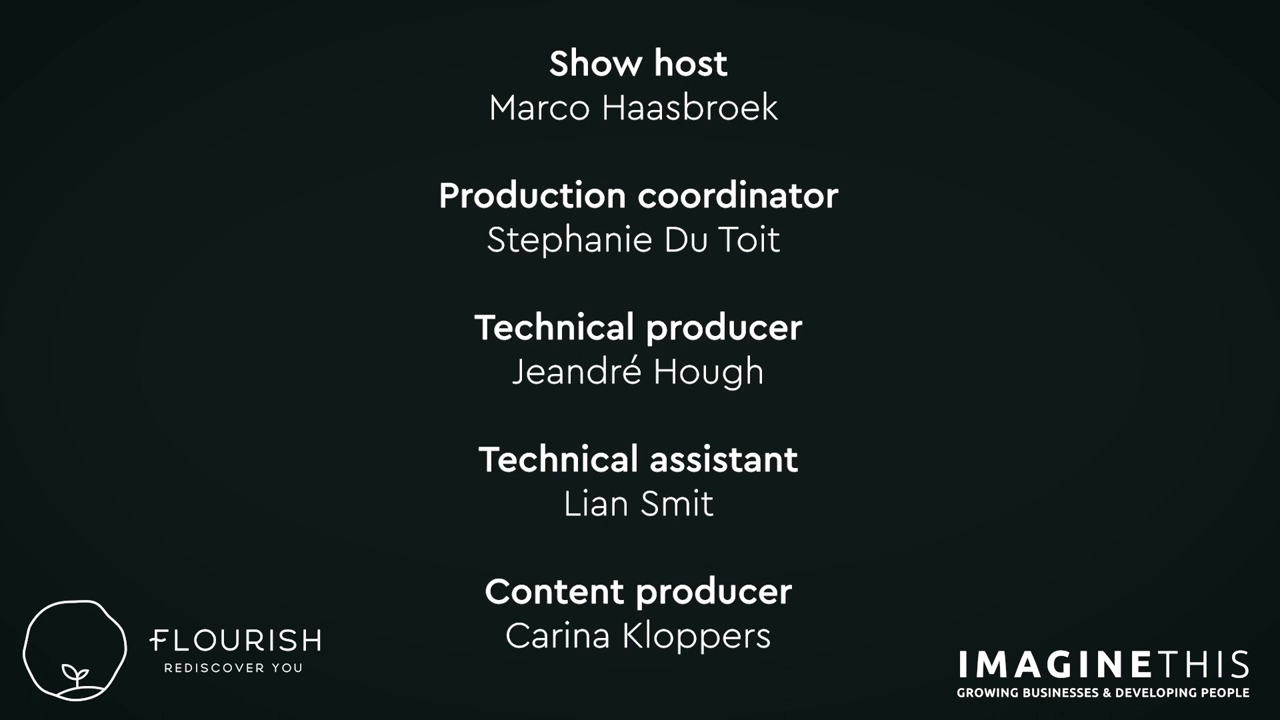 Show host
Marco Haasbroek
Production coordinator
Stephanie Du Toit
Technical producer
Jeandré Hough
Technical assistant
Lian Smit
Content producer
Carina Kloppers
FLOURISH
REDISCOVER YOU
IMAGINETHIS
GROWING BUSINESSES & DEVELOPING PEOPLE